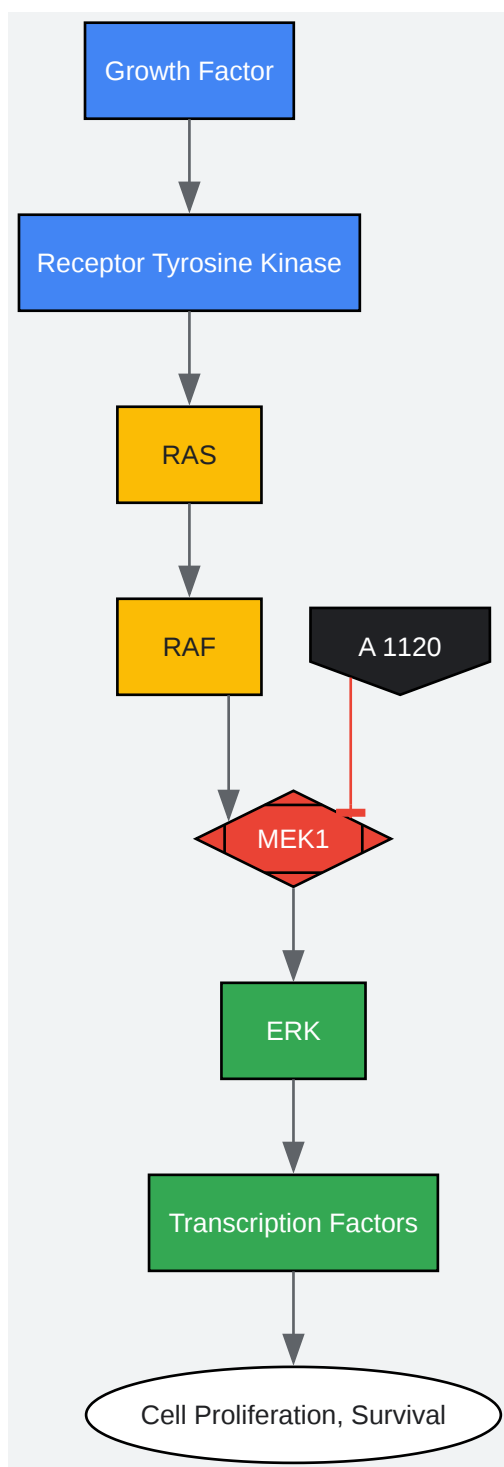 Growth Factor
Receptor Tyrosine Kinase
RAS
RAF
A 1120
MEK1
ERK
Transcription Factors
Cell Proliferation, Survival